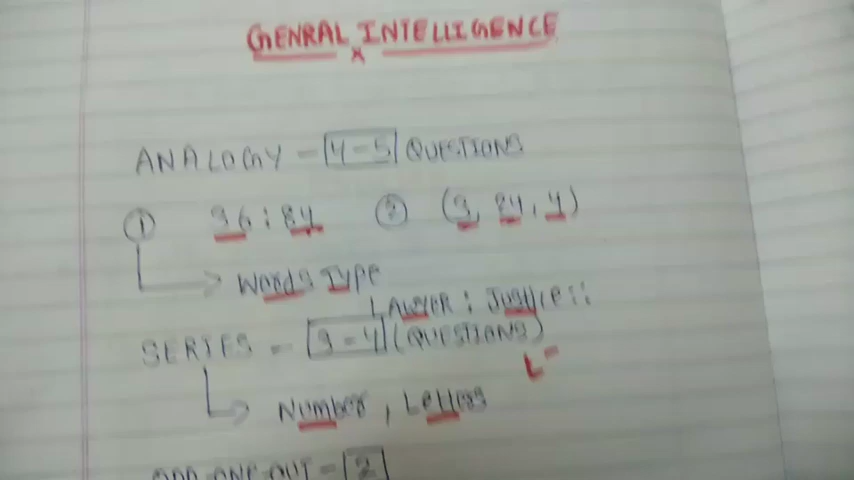 GENRAL INTELLIGENCE
ANALOGY - 4-5 QUESTIONS
① 36 : 84 ② (3, 84, 4)
Words Type
LAWYER : Justice ::
SERIES = 3-4 (QUESTIONS)
Number, Letters
ODD-ONE-OUT = 2